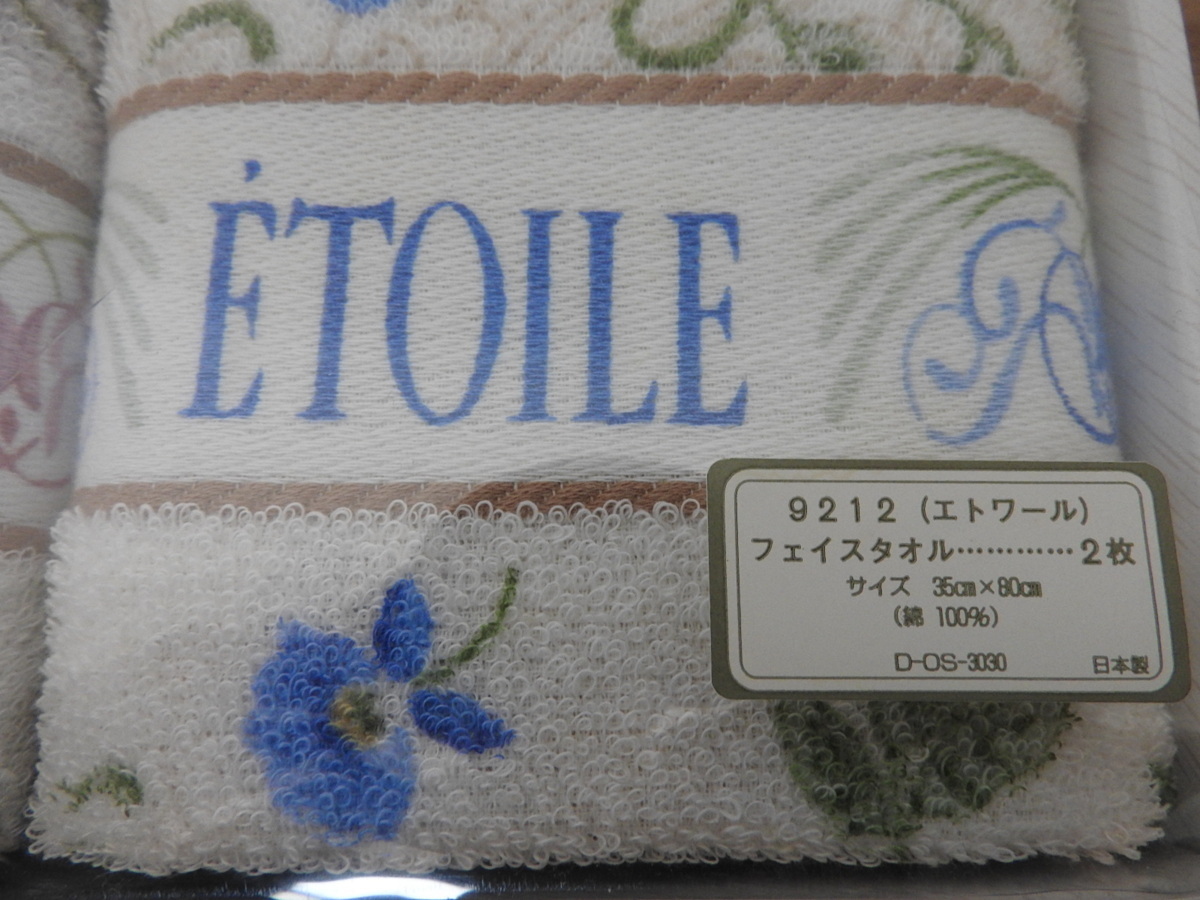 ÉTOILE
9212（エトワール）
フェイスタオル…………2枚
サイズ 35㎝×80㎝
（綿 100%）
D-OS-3030 日本製